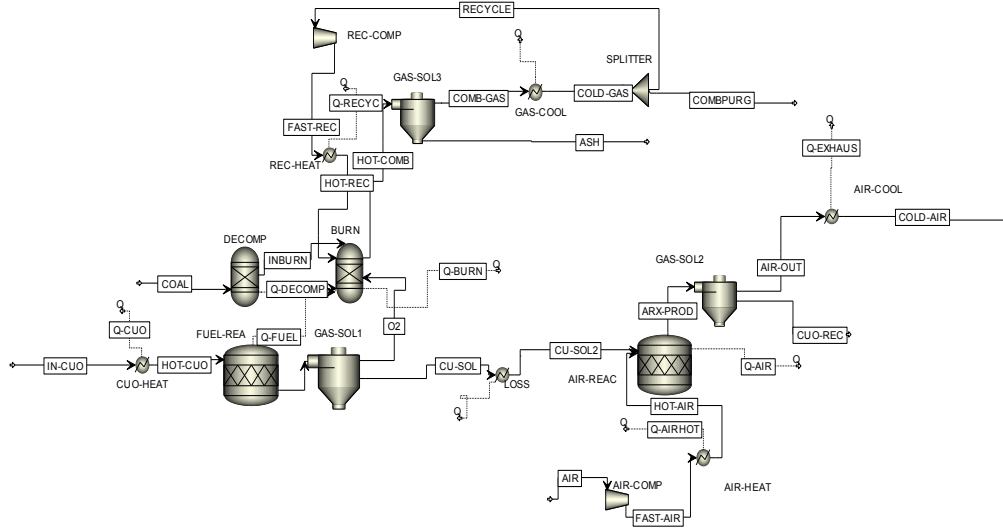 RECYCLE
Q
REC-COMP
SPLITTER
Q
GAS-SOL3
Q-RECYC
COMB-GAS
COLD-GAS
COMBPURG
GAS-COOL
FAST-REC
Q
ASH
Q-EXHAUS
HOT-COMB
REC-HEAT
HOT-REC
AIR-COOL
COLD-AIR
BURN
DECOMP
INBURN
GAS-SOL2
AIR-OUT
Q-BURN
Q
COAL
Q-DECOMP
Q
ARX-PROD
O2
Q-CUO
FUEL-REA
Q-FUEL
GAS-SOL1
CUO-REC
CU-SOL2
IN-CUO
HOT-CUO
CU-SOL
Q-AIR
Q
CUO-HEAT
LOSS
AIR-REAC
HOT-AIR
Q
Q
Q-AIRHOT
AIR
AIR-COMP
AIR-HEAT
FAST-AIR